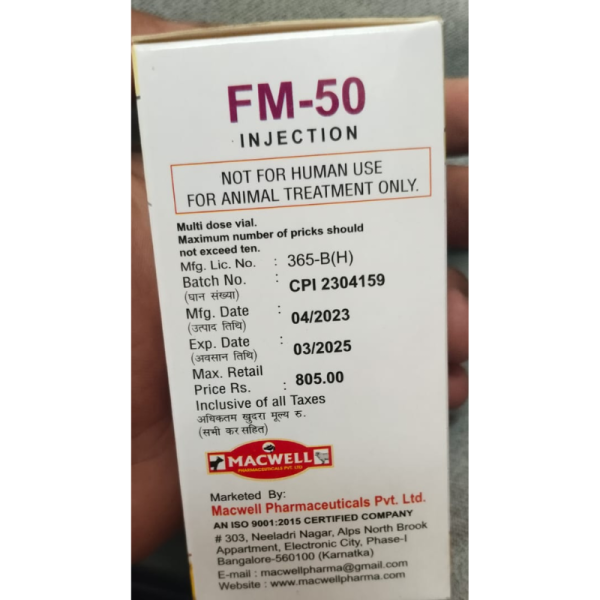 FM-50
INJECTION
NOT FOR HUMAN USE
FOR ANIMAL TREATMENT ONLY.
Multi dose vial.
Maximum number of pricks should
not exceed ten.
Mfg. Lic. No. : 365-B(H)
Batch No. : CPI 2304159
(घान संख्या)
Mfg. Date : 04/2023
(उत्पाद तिथि)
Exp. Date : 03/2025
(अवसान तिथि)
Max. Retail
Price Rs. : 805.00
Inclusive of all Taxes
अधिकतम खुदरा मूल्य रु.
(सभी कर सहित)
MACWELL
PHARMACEUTICALS PVT. LTD.
Marketed By:
Macwell Pharmaceuticals Pvt. Ltd.
AN ISO 9001:2015 CERTIFIED COMPANY
# 303, Neeladri Nagar, Alps North Brook
Appartment, Electronic City, Phase-I
Bangalore-560100 (Karnatka)
E-mail : macwellpharma@gmail.com
Website : www.macwellpharma.com